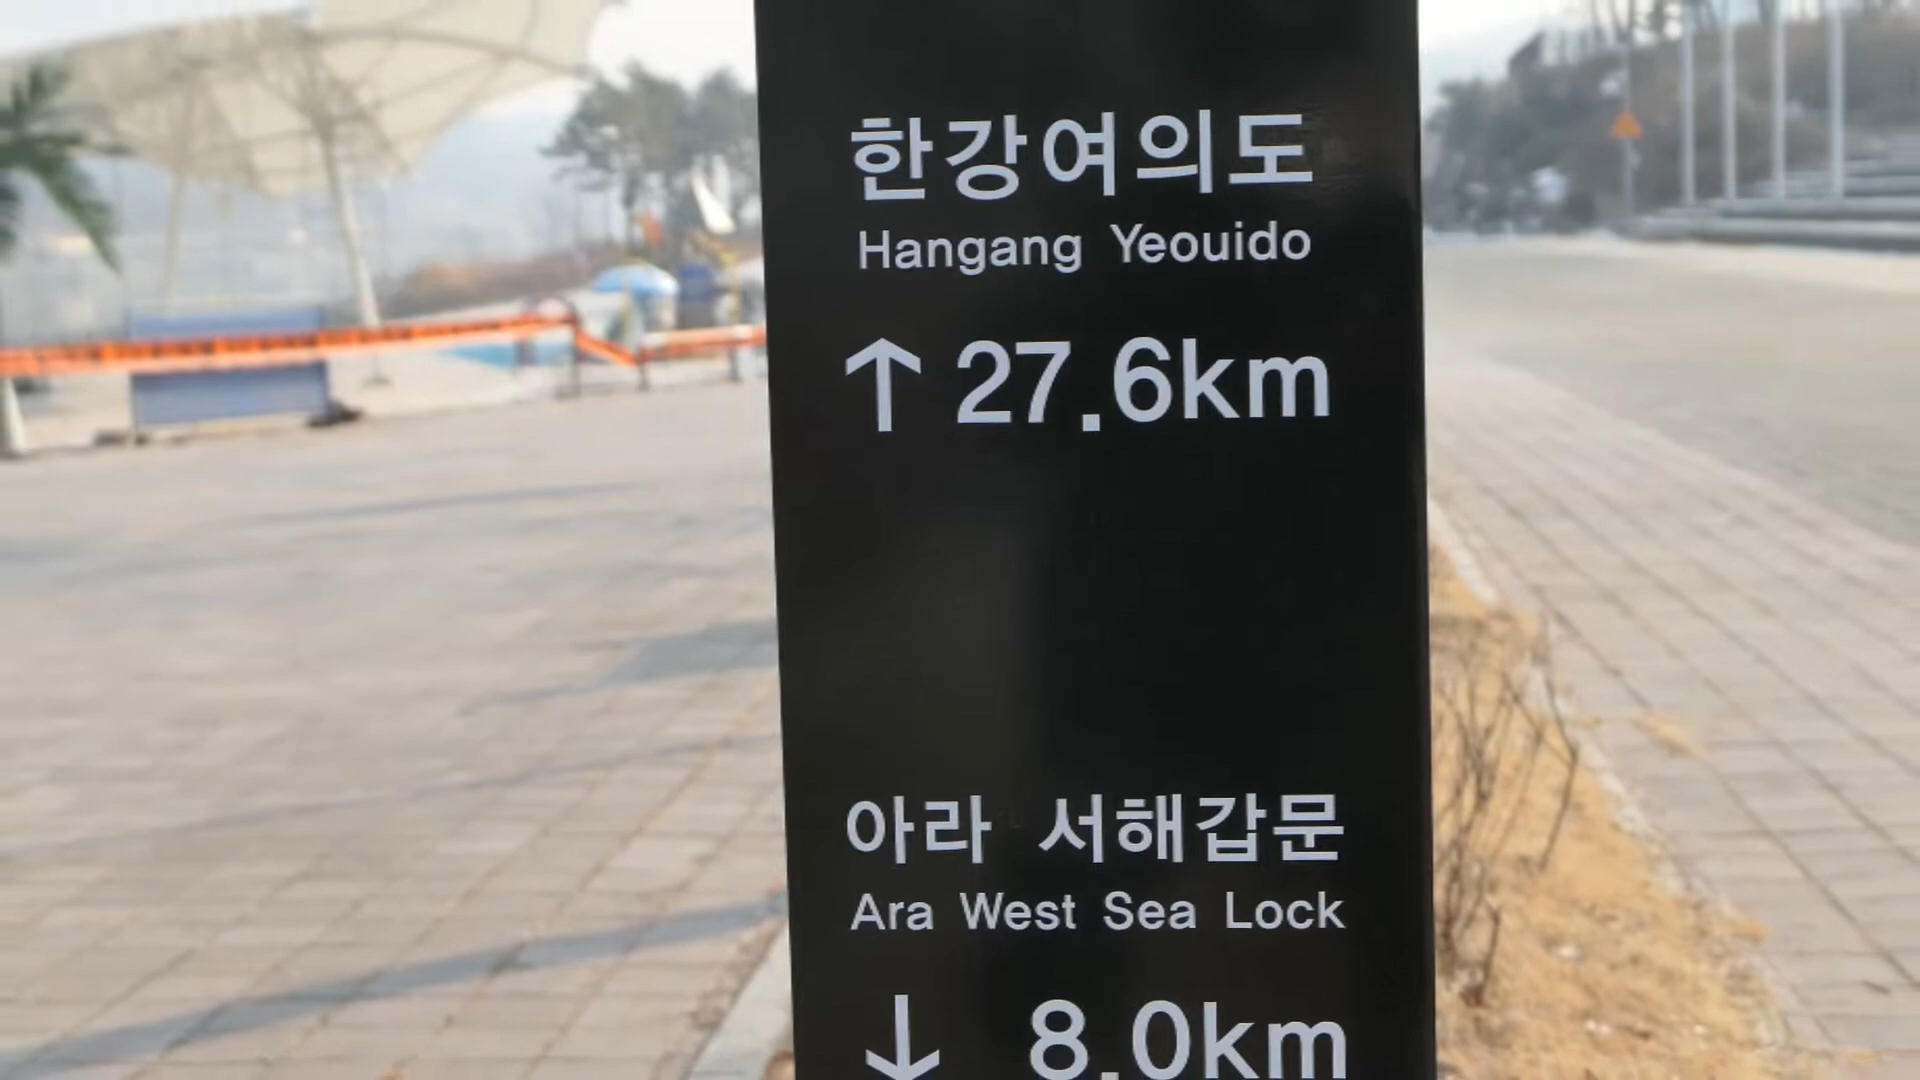 한강여의도
Hangang Yeouido
↑ 27.6km
아라 서해갑문
Ara West Sea Lock
↓ 8.0km